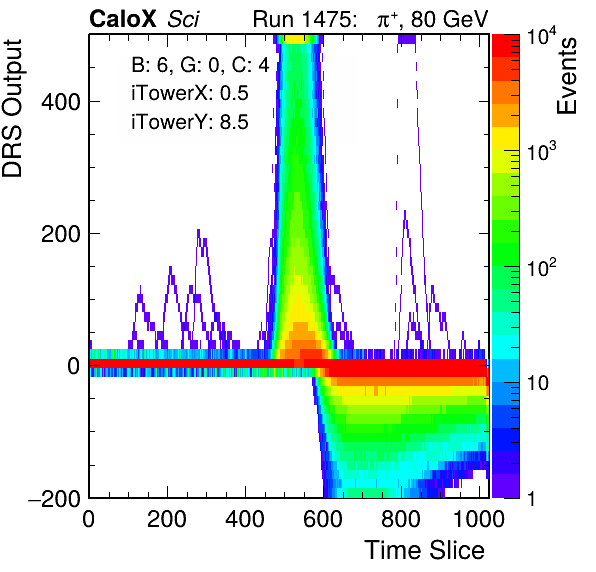 CaloX Sci Run 1475: π⁺, 80 GeV
B: 6, G: 0, C: 4
iTowerX: 0.5
iTowerY: 8.5
DRS Output
400
200
0
−200
0 200 400 600 800 1000
Time Slice
Events
10⁴
10³
10²
10
1